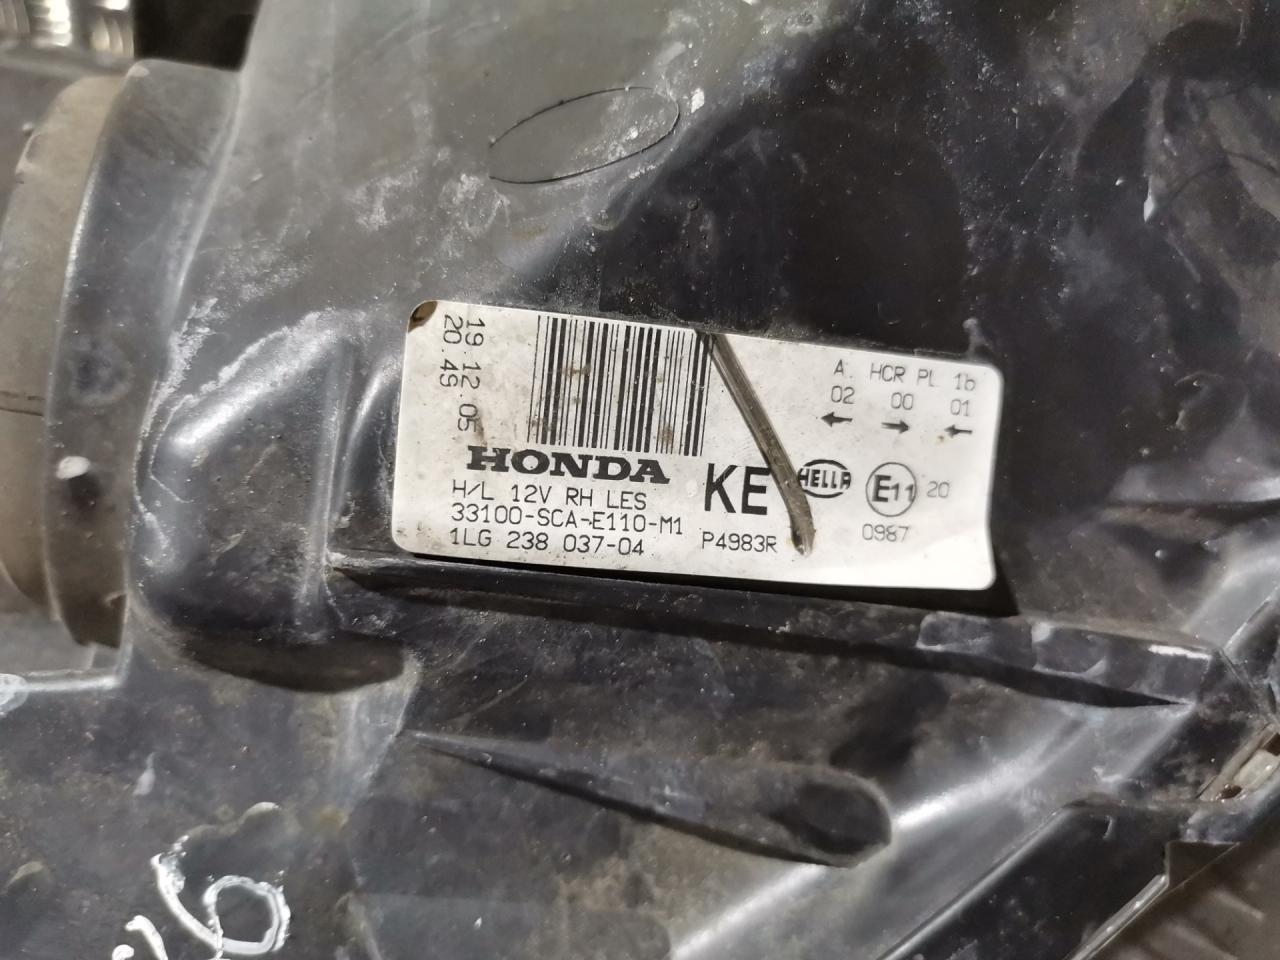 19.12.05
20.49
HONDA
H/L 12V RH LES
33100-SCA-E110-M1
1LG 238 037-04
KE
P4983R
A. HCR PL 1b
02 00 01
← → ←
HELLA
E11 20
0987